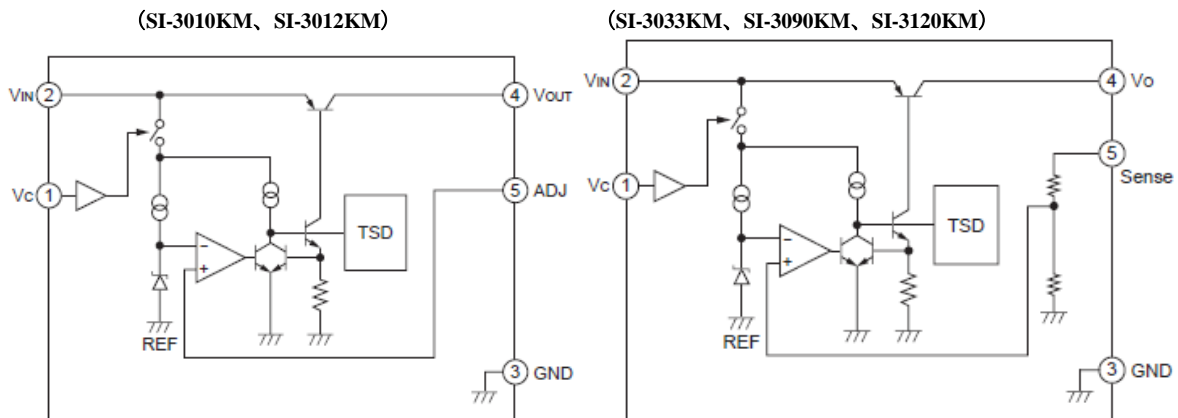 （SI-3010KM、SI-3012KM）
VIN 2
4 VOUT
VC 1
5 ADJ
TSD
−
+
REF
3 GND
（SI-3033KM、SI-3090KM、SI-3120KM）
VIN 2
4 VO
5
Sense
VC 1
TSD
−
+
REF
3 GND